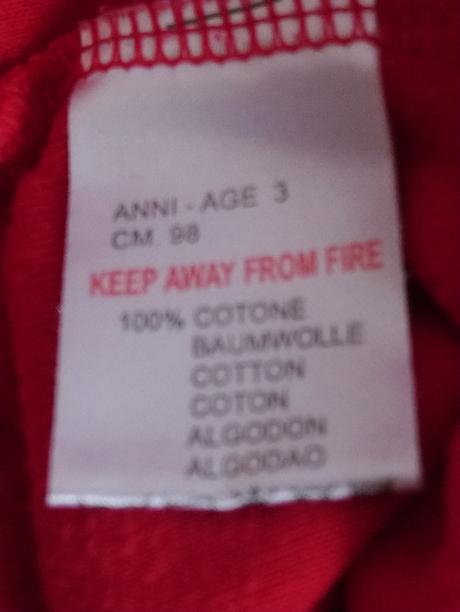 ANNI - AGE 3
CM. 98
KEEP AWAY FROM FIRE
100% COTONE
BAUMWOLLE
COTTON
COTON
ALGODON
ALGODAO